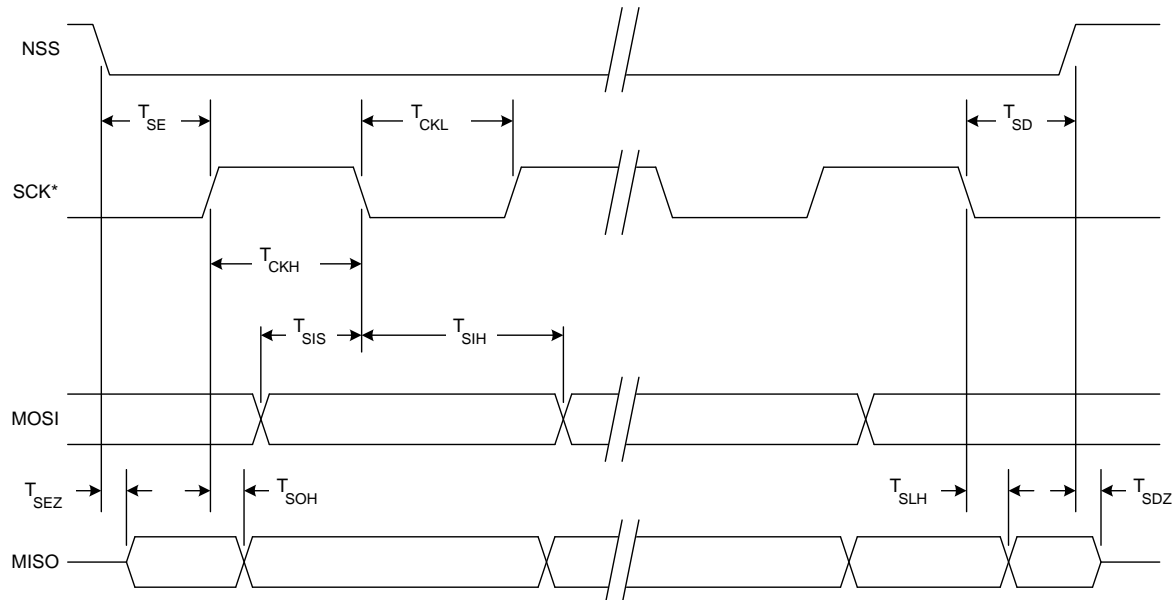 NSS
T_SE
T_CKL
T_SD
SCK*
T_CKH
T_SIS
T_SIH
MOSI
T_SEZ
T_SOH
T_SLH
T_SDZ
MISO